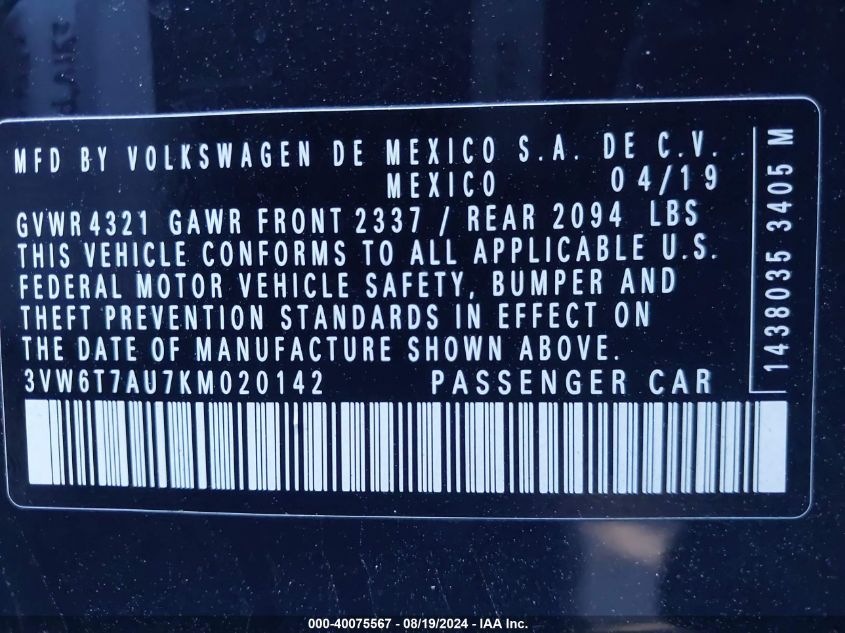 MFD BY VOLKSWAGEN DE MEXICO S.A. DE C.V.
MEXICO 04/19
GVWR 4321 GAWR FRONT 2337 / REAR 2094 LBS
THIS VEHICLE CONFORMS TO ALL APPLICABLE U.S.
FEDERAL MOTOR VEHICLE SAFETY, BUMPER AND
THEFT PREVENTION STANDARDS IN EFFECT ON
THE DATE OF MANUFACTURE SHOWN ABOVE.
3VW6T7AU7KM020142 PASSENGER CAR
1438035 3405 M
000-40075567 - 08/19/2024 - IAA Inc.